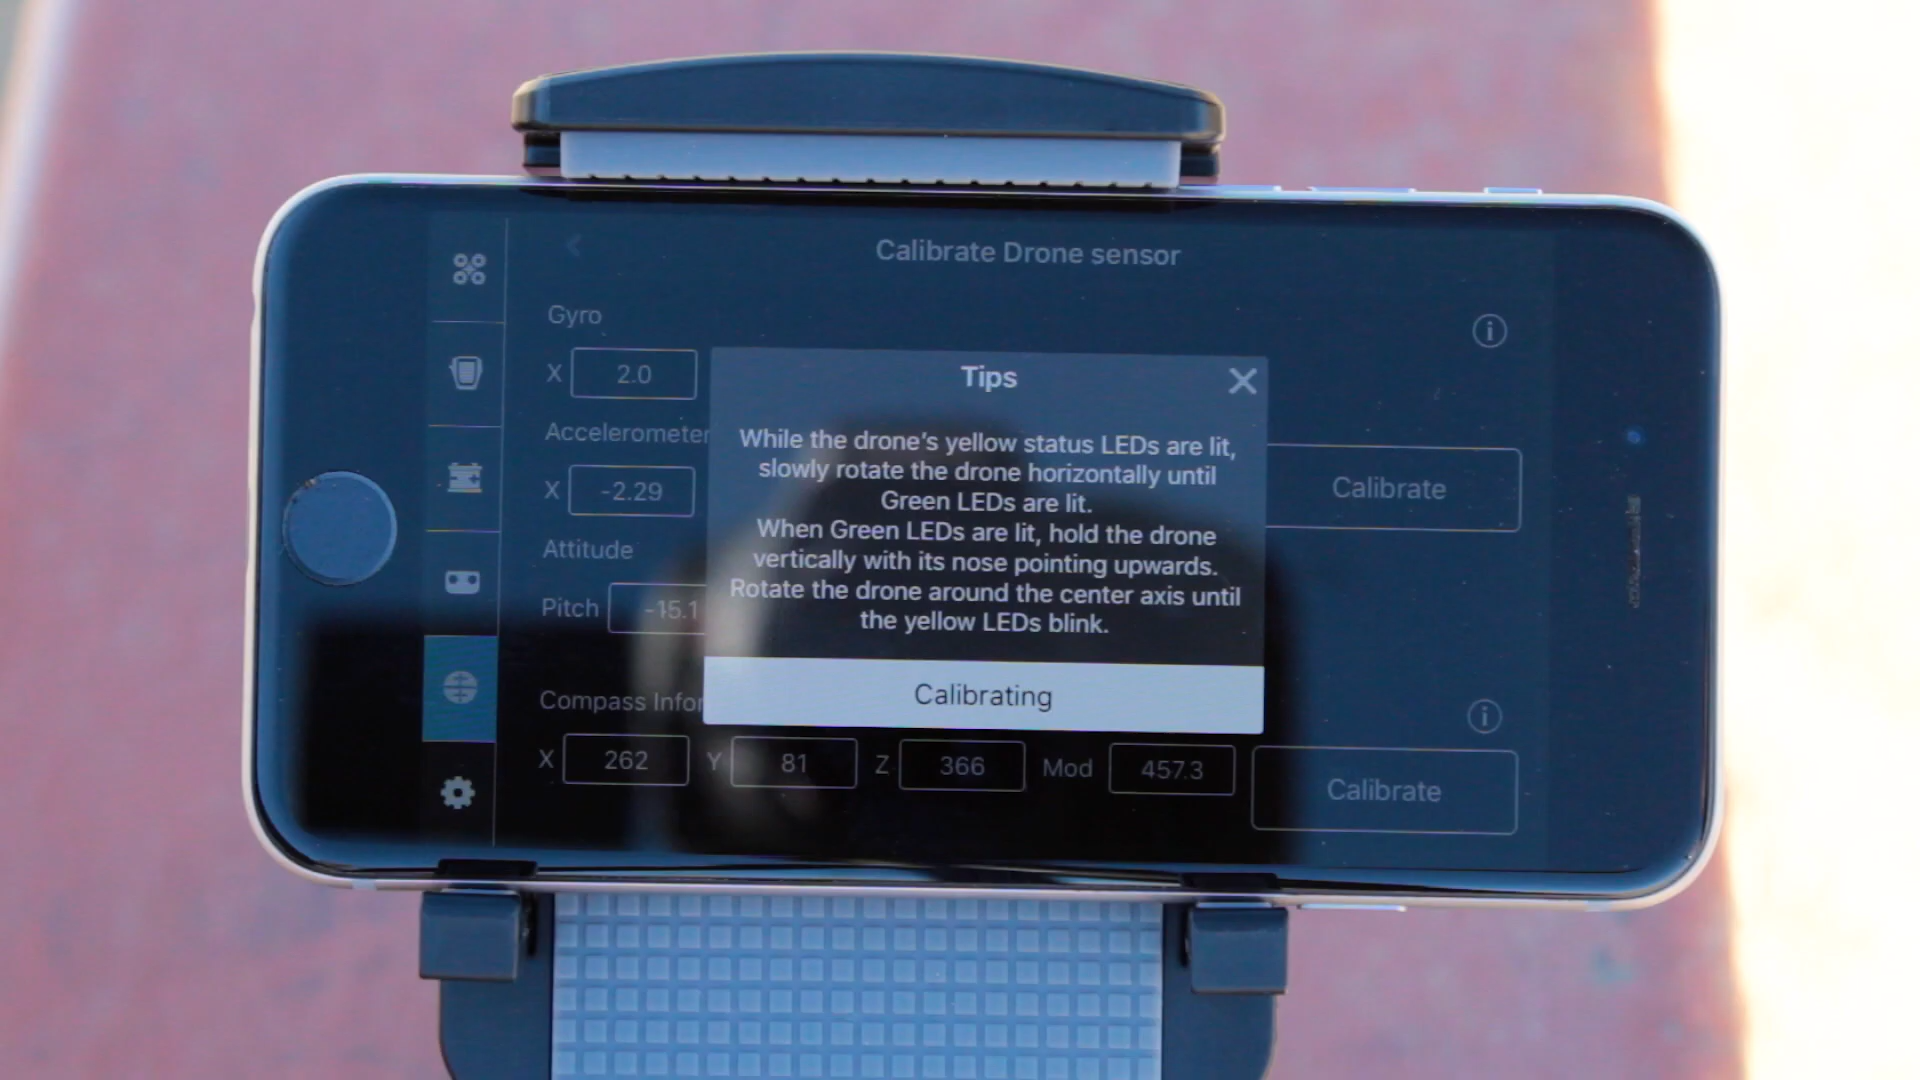 Calibrate Drone sensor
Gyro
X 2.0
Accelerometer
X -2.29
Calibrate
Attitude
Pitch -15.1
Tips
While the drone's yellow status LEDs are lit,
slowly rotate the drone horizontally until
Green LEDs are lit.
When Green LEDs are lit, hold the drone
vertically with its nose pointing upwards.
Rotate the drone around the center axis until
the yellow LEDs blink.
Calibrating
Compass Infor
X 262 Y 81 Z 366 Mod 457.3 Calibrate